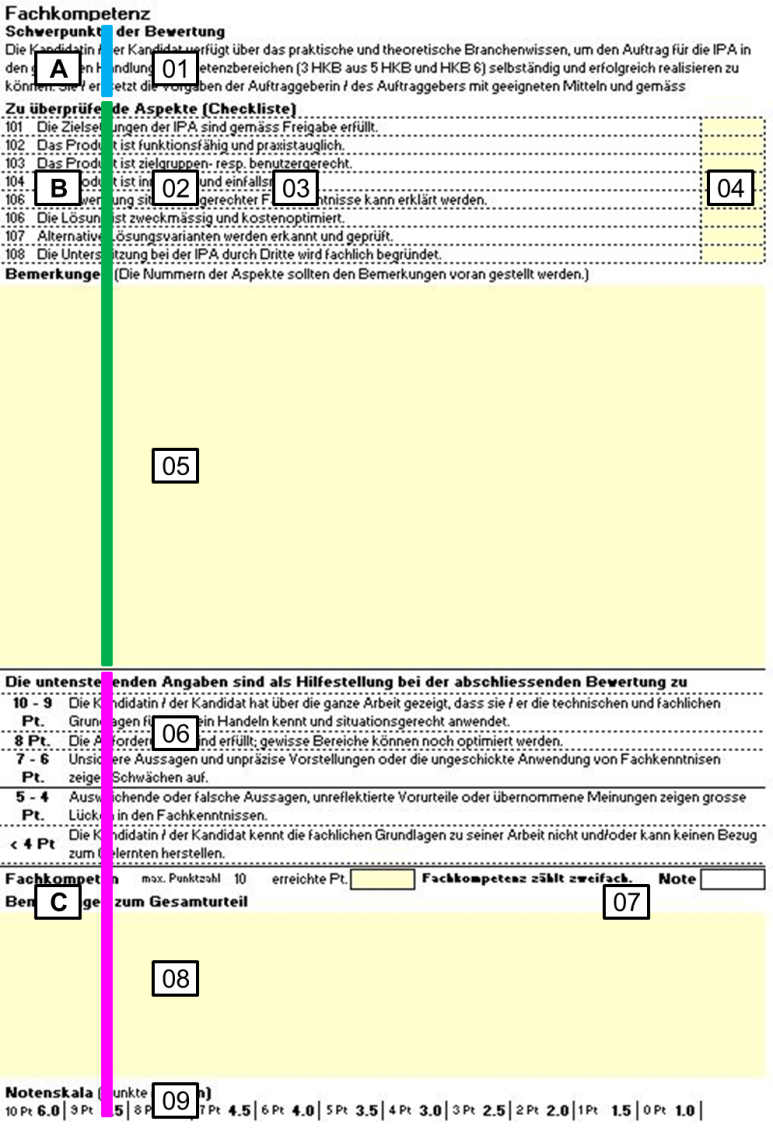 Fachkompetenz
Schwerpunkt der Bewertung
Die Kandidatin / der Kandidat verfügt über das praktische und theoretische Branchenwissen, um den Auftrag für die IPA in
den A 01 (3 HKB aus 5 HKB und HKB 6) selbständig und erfolgreich realisieren zu
können. Sie / er setzt die Vorgaben der Auftraggeberin / des Auftraggebers mit geeigneten Mitteln und gemäss
Zu überprüfende Aspekte (Checkliste)
101 Die Zielsetzungen der IPA sind gemäss Freigabe erfüllt.
102 Das Produkt ist funktionsfähig und praxistauglich.
103 Das Produkt ist zielgruppen- resp. benutzergerecht.
104 B ist 02 und 03 04
106 gerechter kann erklärt werden.
106 Die Lösung ist zweckmässig und kostenoptimiert.
107 Alternative Lösungsvarianten werden erkannt und geprüft.
108 Die Unterstützung bei der IPA durch Dritte wird fachlich begründet.
Bemerkungen (Die Nummern der Aspekte sollten den Bemerkungen voran gestellt werden.)
05
Die untenstehenden Angaben sind als Hilfestellung bei der abschliessenden Bewertung zu
10 - 9 Pt. Die Kandidatin / der Kandidat hat über die ganze Arbeit gezeigt, dass sie / er die technischen und fachlichen
Grundlagen 06 Handeln kennt und situationsgerecht anwendet.
8 Pt. Die sind erfüllt; gewisse Bereiche können noch optimiert werden.
7 - 6 Pt. Unsichere Aussagen und unpräzise Vorstellungen oder die ungeschickte Anwendung von Fachkenntnisen
zeigen Schwächen auf.
5 - 4 Pt. Ausweichende oder falsche Aussagen, unreflektierte Vorurteile oder übernommene Meinungen zeigen grosse
Lücken in den Fachkenntnissen.
< 4 Pt Die Kandidatin / der Kandidat kennt die fachlichen Grundlagen zu seiner Arbeit nicht und/oder kann keinen Bezug
zum Gelernten herstellen.
Fachkompeten max. Punktzahl 10 erreichte Pt. Fachkompetenz zählt zweifach. Note
C zum Gesamturteil 07
08
Notenskala 09
10 Pt 6.0 | 9 Pt 5 | 8 P 7 Pt 4.5 | 6 Pt 4.0 | 5 Pt 3.5 | 4 Pt 3.0 | 3 Pt 2.5 | 2 Pt 2.0 | 1 Pt 1.5 | 0 Pt 1.0 |